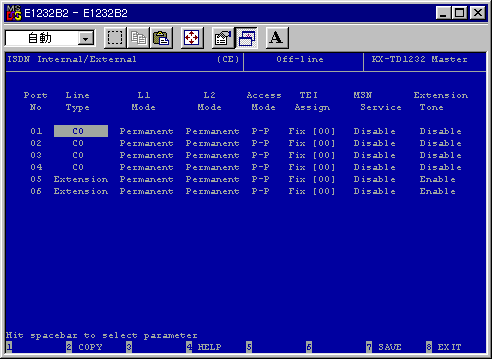 E1232B2 - E1232B2
自動 A
ISDN Internal/External (CE) Off-line KX-TD1232 Master
Port Line L1 L2 Access TEI MSN Extension
No Type Mode Mode Mode Assign Service Tone
01 CO Permanent Permanent P-P Fix [00] Disable Disable
02 CO Permanent Permanent P-P Fix [00] Disable Disable
03 CO Permanent Permanent P-P Fix [00] Disable Disable
04 CO Permanent Permanent P-P Fix [00] Disable Disable
05 Extension Permanent Permanent P-P Fix [00] Disable Enable
06 Extension Permanent Permanent P-P Fix [00] Disable Enable
Hit spacebar to select parameter
1 2 COPY 3 4 HELP 5 6 7 SAVE 8 EXIT